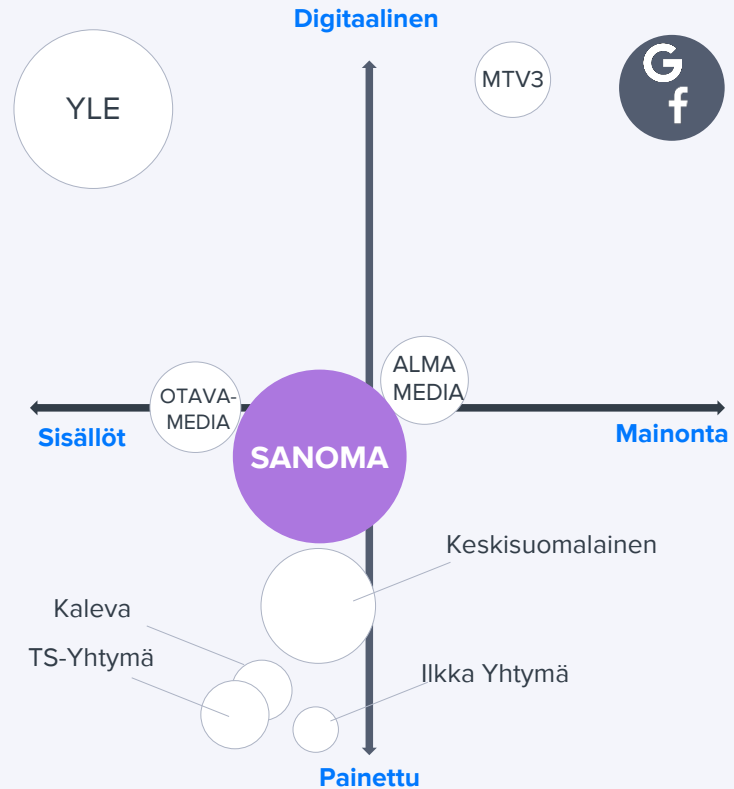 Digitaalinen
YLE
MTV3
G
f
ALMA
MEDIA
OTAVA-
MEDIA
Sisällöt
Mainonta
SANOMA
Keskisuomalainen
Kaleva
TS-Yhtymä
Ilkka Yhtymä
Painettu